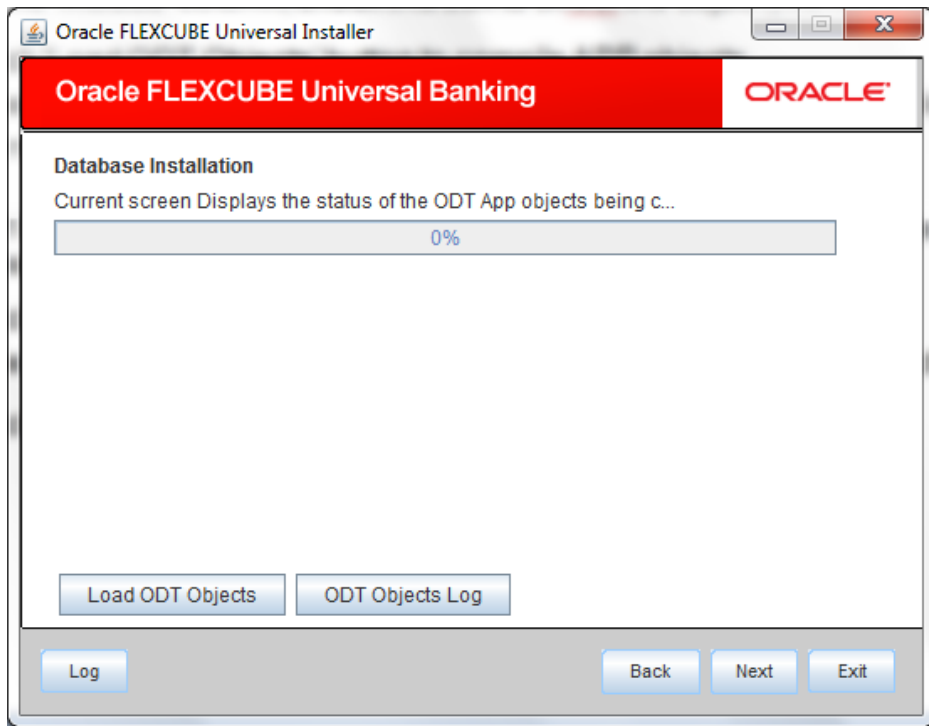 Oracle FLEXCUBE Universal Installer
Oracle FLEXCUBE Universal Banking
ORACLE
Database Installation
Current screen Displays the status of the ODT App objects being c...
0%
Load ODT Objects
ODT Objects Log
Log
Back
Next
Exit